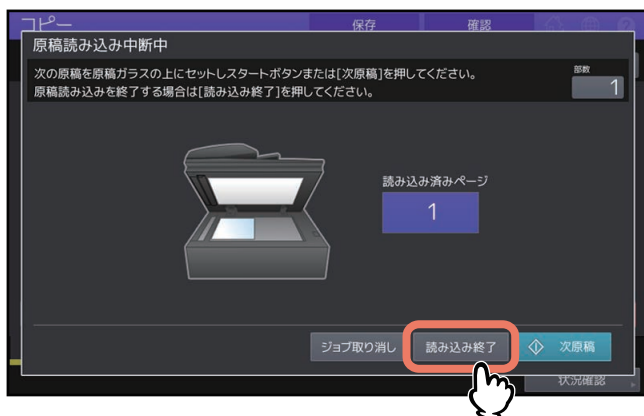 コピー
保存
確認
原稿読み込み中断中
次の原稿を原稿ガラスの上にセットしスタートボタンまたは[次原稿]を押してください。
原稿読み込みを終了する場合は[読み込み終了]を押してください。
部数
1
読み込み済みページ
1
ジョブ取り消し
読み込み終了
次原稿
状況確認